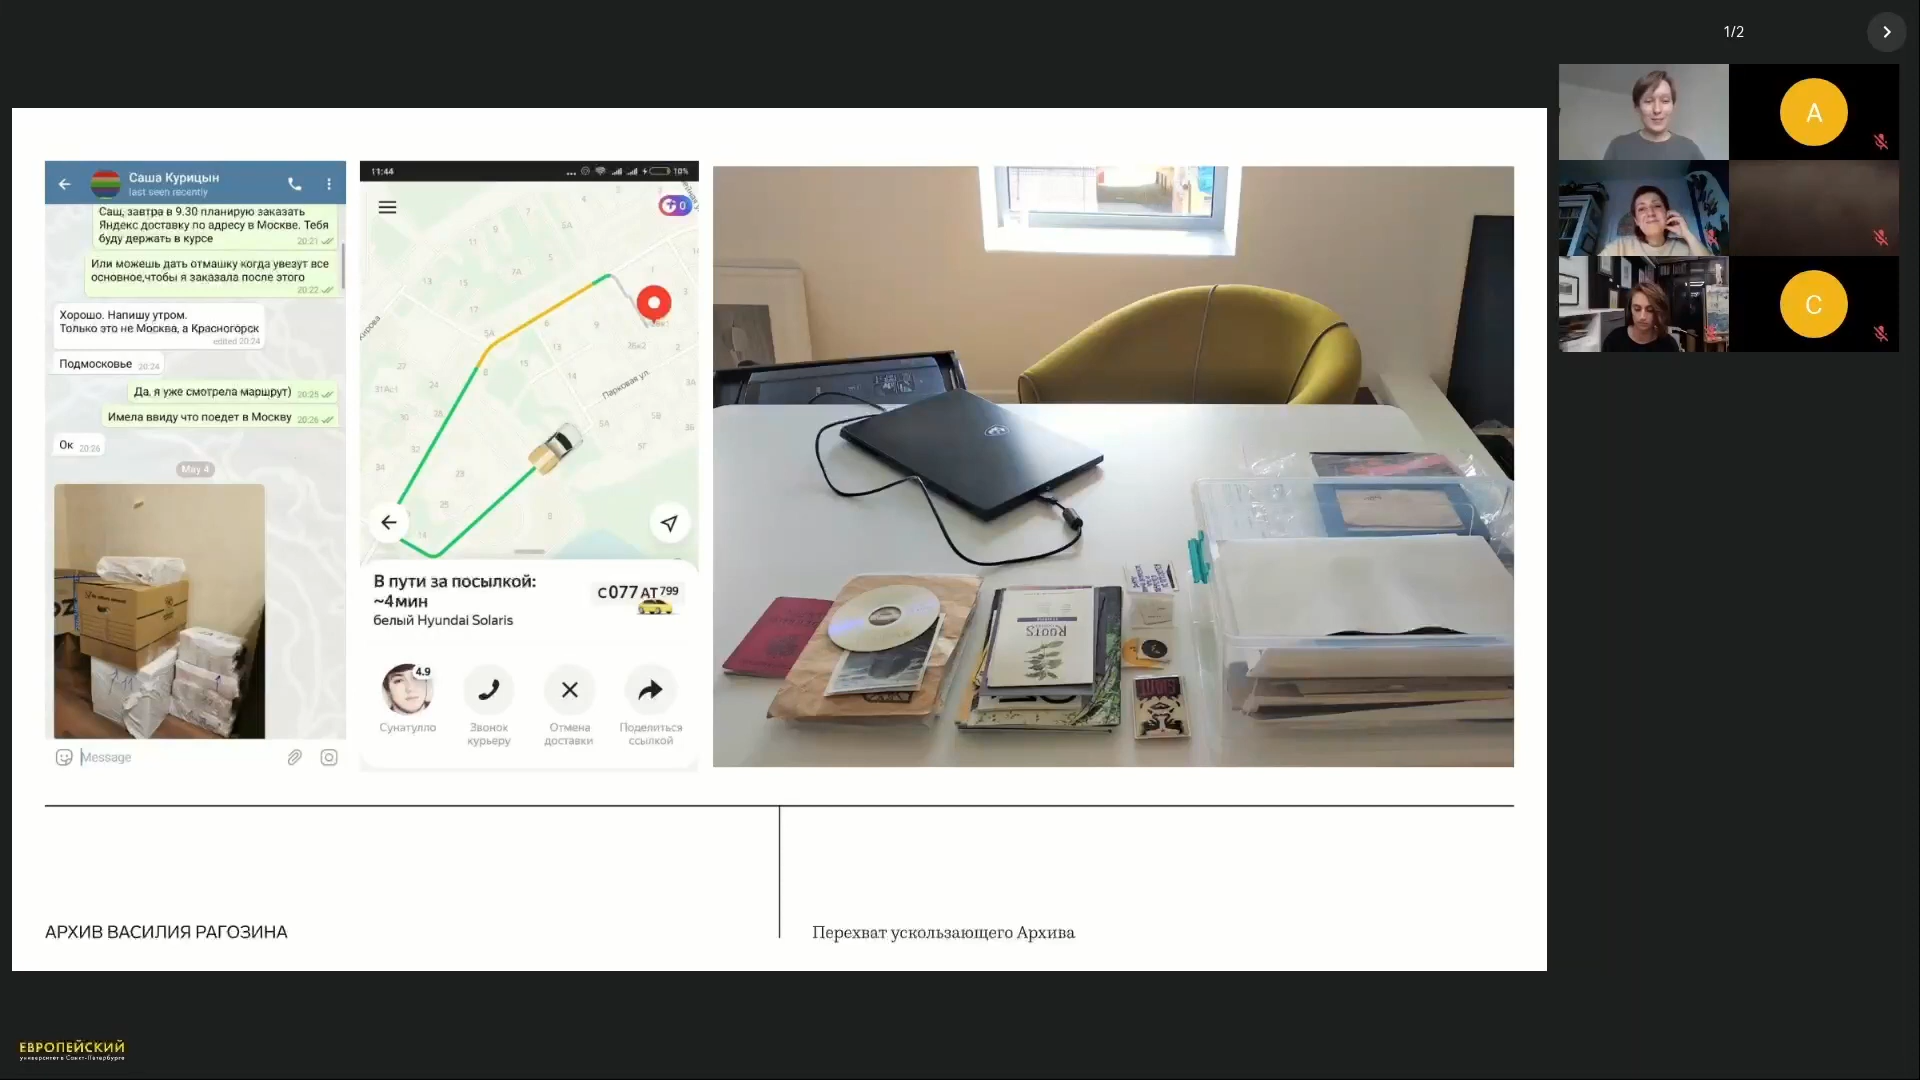 1/2
A
C
Саша Курицын
last seen recently
Саш, завтра в 9.30 планирую заказать
Яндекс доставку по адресу в Москве. Тебя
буду держать в курсе
20:21
Или можешь дать отмашку когда увезут все
основное,чтобы я заказала после этого
20:22
Хорошо. Напишу утром.
Только это не Москва, а Красногорск
edited 20:24
Подмосковье 20:24
Да, я уже смотрела маршрут) 20:25
Имела ввиду что поедет в Москву 20:26
Ок 20:26
May 4
Message
11:44
10%
0
Парковая ул.
В пути за посылкой:
~4мин
белый Hyundai Solaris
С077АТ799
4.9
Сунатулло
Звонок
курьеру
Отмена
доставки
Поделиться
ссылкой
ROOTS
АРХИВ ВАСИЛИЯ РАГОЗИНА
Перехват ускользающего Архива
ЕВРОПЕЙСКИЙ
университет в Санкт-Петербурге